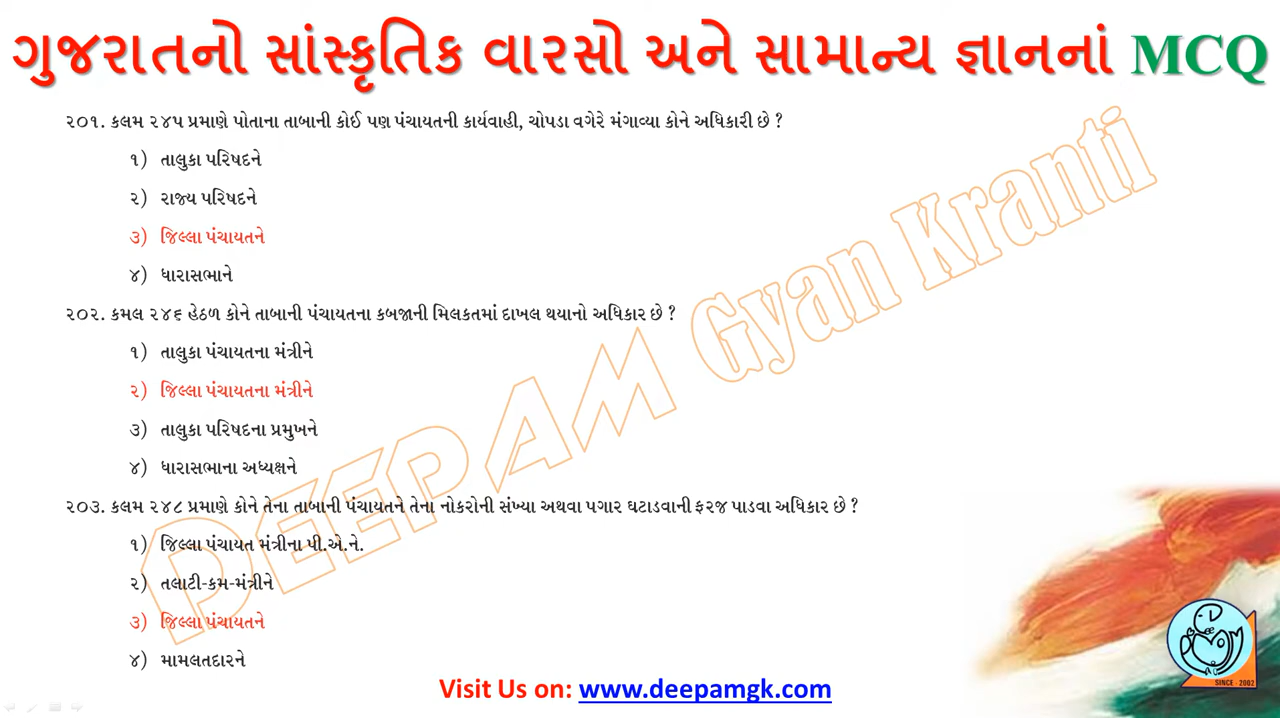 ગુજરાતનો સાંસ્કૃતિક વારસો અને સામાન્ય જ્ઞાનનાં MCQ
૨૦૧. કલમ ૨૪૫ પ્રમાણે પોતાના તાબાની કોઈ પણ પંચાયતની કાર્યવાહી, ચોપડા વગેરે મંગાવ્યા કોને અધિકારી છે ?
૧) તાલુકા પરિષદને
૨) રાજ્ય પરિષદને
૩) જિલ્લા પંચાયતને
૪) ધારાસભાને
૨૦૨. કમલ ૨૪૬ હેઠળ કોને તાબાની પંચાયતના કબજાની મિલકતમાં દાખલ થયાનો અધિકાર છે ?
૧) તાલુકા પંચાયતના મંત્રીને
૨) જિલ્લા પંચાયતના મંત્રીને
૩) તાલુકા પરિષદના પ્રમુખને
૪) ધારાસભાના અધ્યક્ષને
૨૦૩. કલમ ૨૪૮ પ્રમાણે કોને તેના તાબાની પંચાયતને તેના નોકરોની સંખ્યા અથવા પગાર ઘટાડવાની ફરજ પાડવા અધિકાર છે ?
૧) જિલ્લા પંચાયત મંત્રીના પી.એ.ને.
૨) તલાટી-કમ-મંત્રીને
૩) જિલ્લા પંચાયતને
૪) મામલતદારને
DEEPAM Gyan Kranti
Visit Us on: www.deepamgk.com
SINCE - 2002